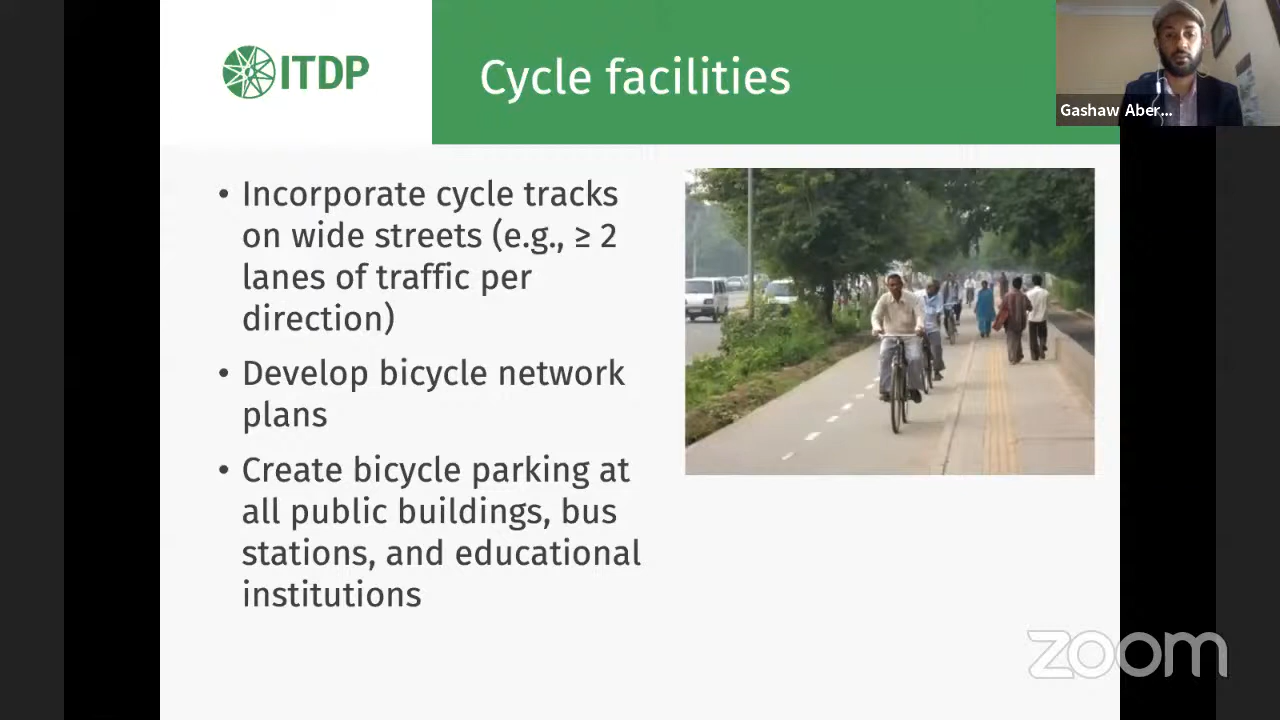 ITDP
Cycle facilities
Gashaw Aber...
• Incorporate cycle tracks
on wide streets (e.g., ≥ 2
lanes of traffic per
direction)
• Develop bicycle network
plans
• Create bicycle parking at
all public buildings, bus
stations, and educational
institutions
zoom